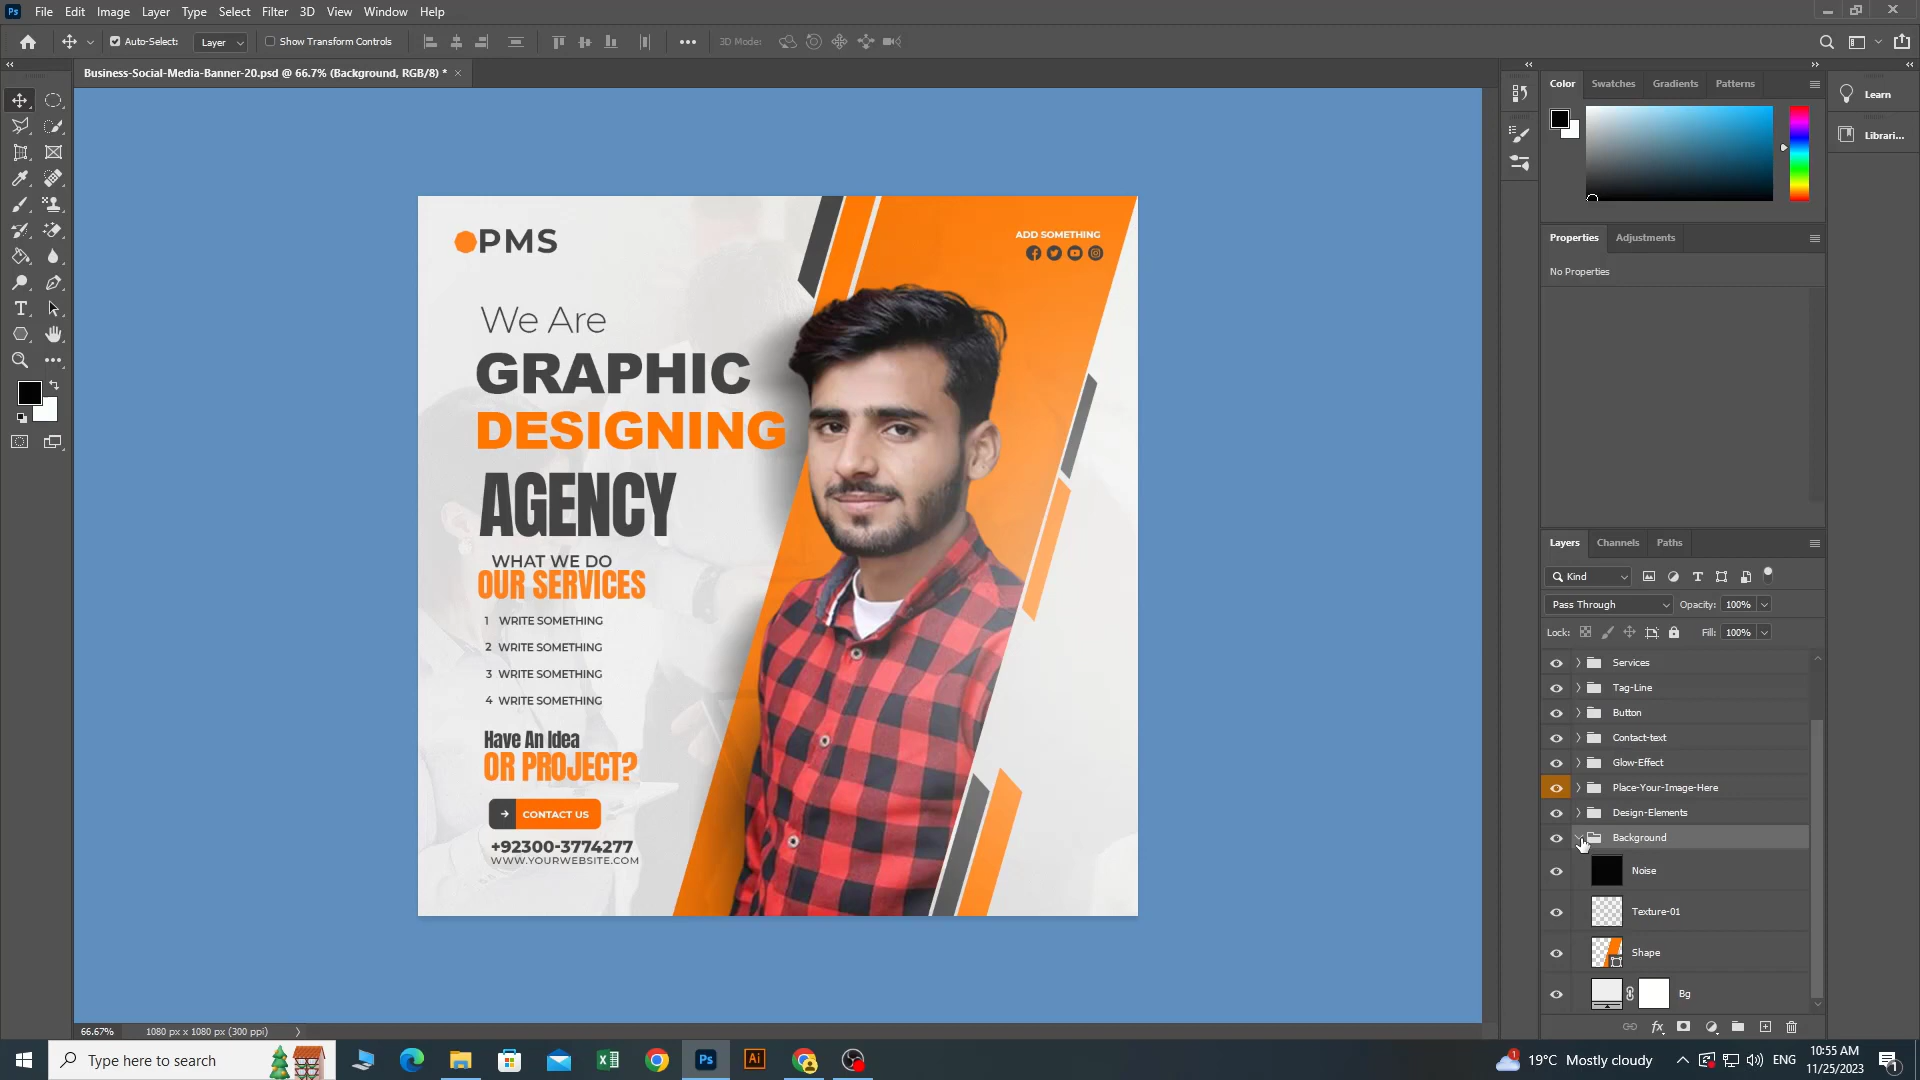 Ps File Edit Image Layer Type Select Filter 3D View Window Help
Auto-Select: Layer Show Transform Controls ••• 3D Mode:
Business-Social-Media-Banner-20.psd @ 66.7% (Background, RGB/8) * ×
PMS
ADD SOMETHING
We Are
GRAPHIC
DESIGNING
AGENCY
WHAT WE DO
OUR SERVICES
1 WRITE SOMETHING
2 WRITE SOMETHING
3 WRITE SOMETHING
4 WRITE SOMETHING
Have An Idea
OR PROJECT?
CONTACT US
+92300-3774277
WWW.YOURWEBSITE.COM
66.67% 1080 px x 1080 px (300 ppi)
Color Swatches Gradients Patterns
Learn
Librari...
Properties Adjustments
No Properties
Layers Channels Paths
Kind
Pass Through Opacity: 100%
Lock: Fill: 100%
Services
Tag-Line
Button
Contact-text
Glow-Effect
Place-Your-Image-Here
Design-Elements
Background
Noise
Texture-01
Shape
Bg
fx
Type here to search
Ps Ai
1 19°C Mostly cloudy ENG 10:55 AM
11/25/2023 1